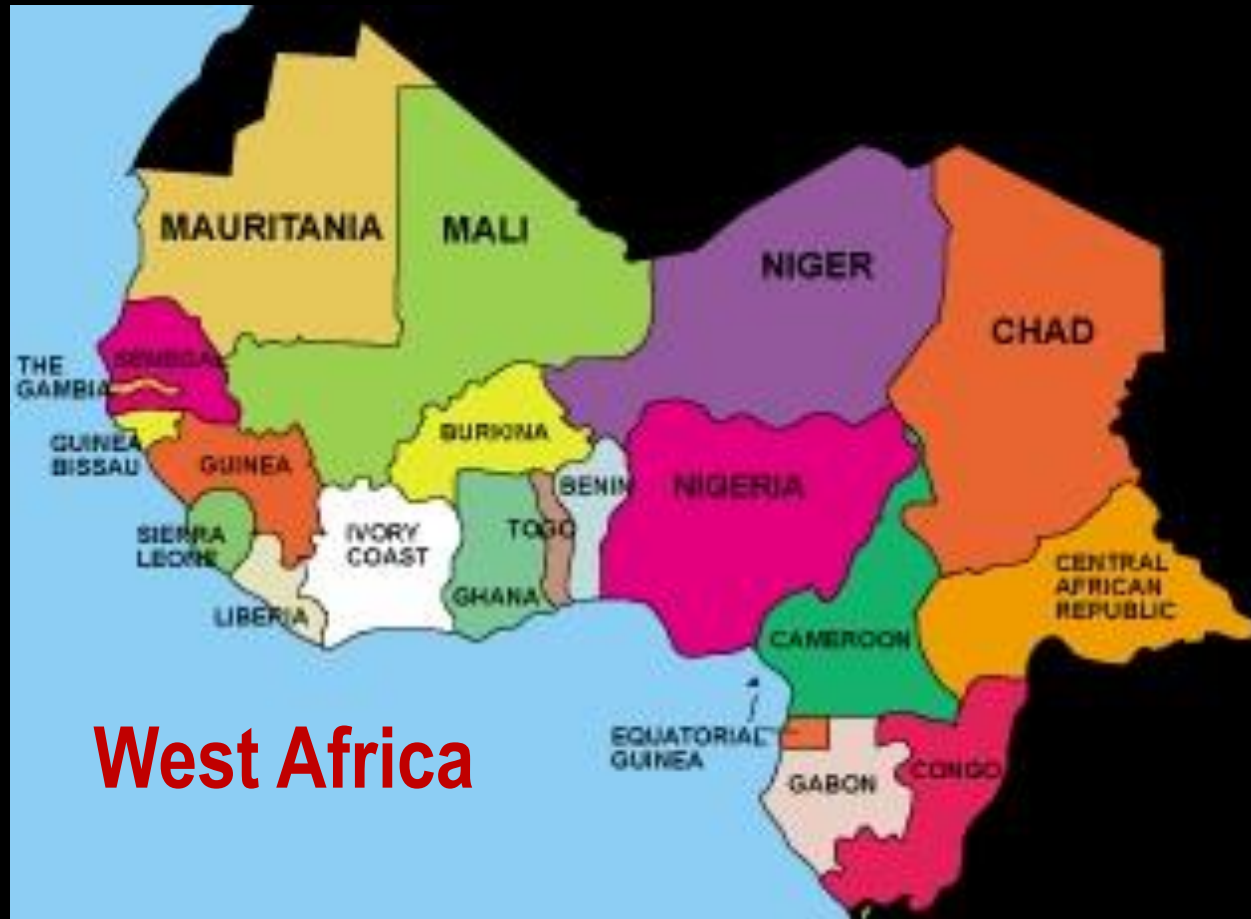 MAURITANIA
MALI
NIGER
CHAD
SENEGAL
THE
GAMBIA
GUINEA
BISSAU
GUINEA
BURKINA
BENIN
NIGERIA
SIERRA
LEONE
IVORY
COAST
TOGO
GHANA
LIBERIA
CENTRAL
AFRICAN
REPUBLIC
CAMEROON
EQUATORIAL
GUINEA
GABON
CONGO
West Africa